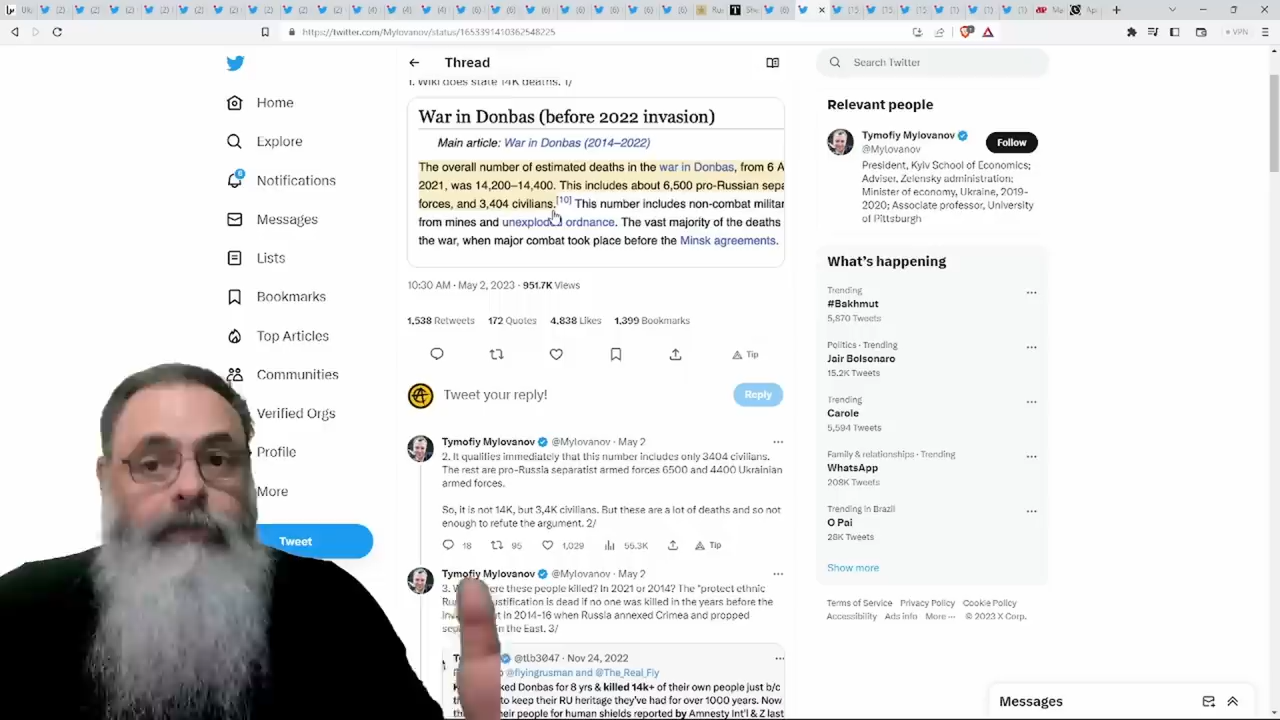 https://twitter.com/Mylovanov/status/1653391410362548225
VPN
Thread
Search Twitter
Home
Explore
Notifications
Messages
Lists
Bookmarks
Top Articles
Communities
Verified Orgs
Profile
More
Tweet
1. Wiki does state 14K deaths. 1/
War in Donbas (before 2022 invasion)
Main article: War in Donbas (2014–2022)
The overall number of estimated deaths in the war in Donbas, from 6 A
2021, was 14,200–14,400. This includes about 6,500 pro-Russian sepa
forces, and 3,404 civilians.[10] This number includes non-combat militar
from mines and unexploded ordnance. The vast majority of the deaths
the war, when major combat took place before the Minsk agreements.
10:30 AM · May 2, 2023 · 951.7K Views
1,538 Retweets 172 Quotes 4,838 Likes 1,399 Bookmarks
Tip
Tweet your reply!
Reply
Tymofiy Mylovanov @Mylovanov · May 2
2. It qualifies immediately that this number includes only 3404 civilians.
The rest are pro-Russia separatist armed forces 6500 and 4400 Ukrainian
armed forces.
So, it is not 14K, but 3,4K civilians. But these are a lot of deaths and so not
enough to refute the argument. 2/
18 95 1,029 55.3K Tip
Tymofiy Mylovanov @Mylovanov · May 2
3. were these people killed? In 2021 or 2014? The "protect ethnic
justification is dead if no one was killed in the years before the
in 2014-16 when Russia annexed Crimea and propped
in the East. 3/
@tlb3047 · Nov 24, 2022
@flyingrusman and @The_Real_Fly
Donbas for 8 yrs & killed 14k+ of their own people just b/c
to keep their RU heritage they've had for over 1000 years. Now
their people for human shields reported by Amnesty Int'l & Z last
Relevant people
Tymofiy Mylovanov
@Mylovanov
Follow
President, Kyiv School of Economics;
Adviser, Zelensky administration;
Minister of economy, Ukraine, 2019-
2020; Associate professor, University
of Pittsburgh
What's happening
Trending
#Bakhmut
5,870 Tweets
Politics · Trending
Jair Bolsonaro
15.2K Tweets
Trending
Carole
5,594 Tweets
Family & relationships · Trending
WhatsApp
208K Tweets
Trending in Brazil
O Pai
28K Tweets
Show more
Terms of Service Privacy Policy Cookie Policy
Accessibility Ads info More ··· © 2023 X Corp.
Messages